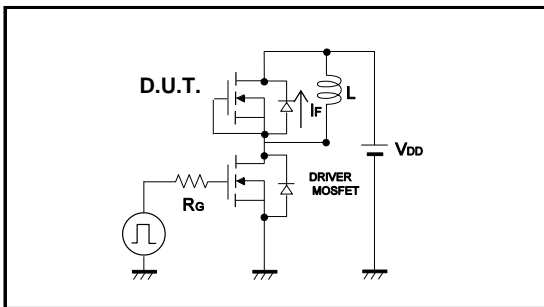 D.U.T.
IF
L
VDD
DRIVER
MOSFET
RG